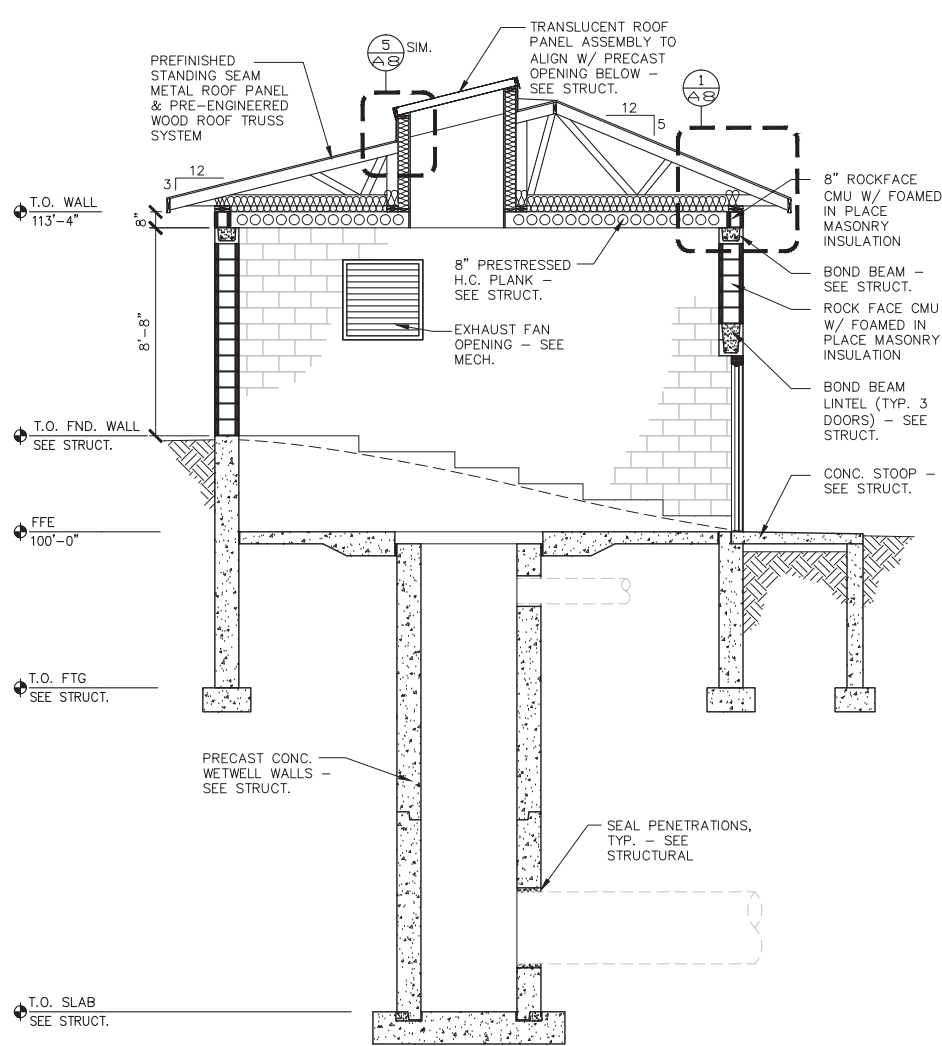 TRANSLUCENT ROOF
PANEL ASSEMBLY TO
ALIGN W/ PRECAST
OPENING BELOW –
SEE STRUCT.
5
A8
SIM.
PREFINISHED
STANDING SEAM
METAL ROOF PANEL
& PRE-ENGINEERED
WOOD ROOF TRUSS
SYSTEM
1
A8
12
5
12
3
T.O. WALL
113'-4"
8"
8" ROCKFACE
CMU W/ FOAMED
IN PLACE
MASONRY
INSULATION
8" PRESTRESSED
H.C. PLANK –
SEE STRUCT.
BOND BEAM –
SEE STRUCT.
ROCK FACE CMU
W/ FOAMED IN
PLACE MASONRY
INSULATION
8'-8"
EXHAUST FAN
OPENING – SEE
MECH.
BOND BEAM
LINTEL (TYP. 3
DOORS) – SEE
STRUCT.
T.O. FND. WALL
SEE STRUCT.
CONC. STOOP –
SEE STRUCT.
FFE
100'-0"
T.O. FTG
SEE STRUCT.
PRECAST CONC.
WETWELL WALLS –
SEE STRUCT.
SEAL PENETRATIONS,
TYP. – SEE
STRUCTURAL
T.O. SLAB
SEE STRUCT.